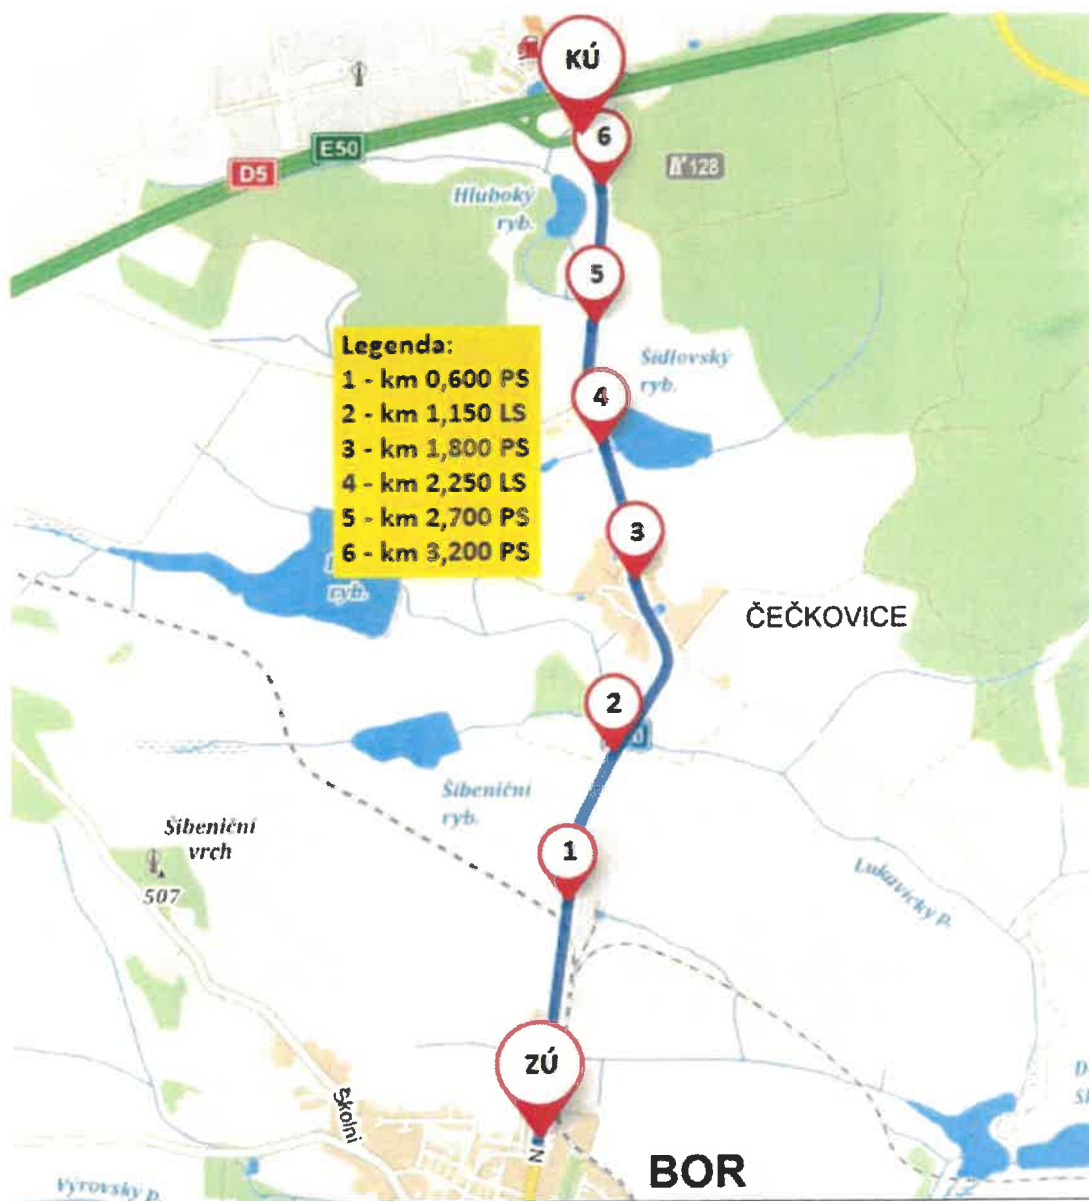 KÚ
6
E50
D5
128
Hluboký
ryb.
5
Legenda:
1 - km 0,600 PS
2 - km 1,150 LS
3 - km 1,800 PS
4 - km 2,250 LS
5 - km 2,700 PS
6 - km 3,200 PS
Šidlovský
ryb.
4
3
ryb.
ČEČKOVICE
2
Šibeniční
ryb.
Šibeniční
vrch
507
1
Lukavický p.
ZÚ
Školní
N
BOR
Výrovský p.